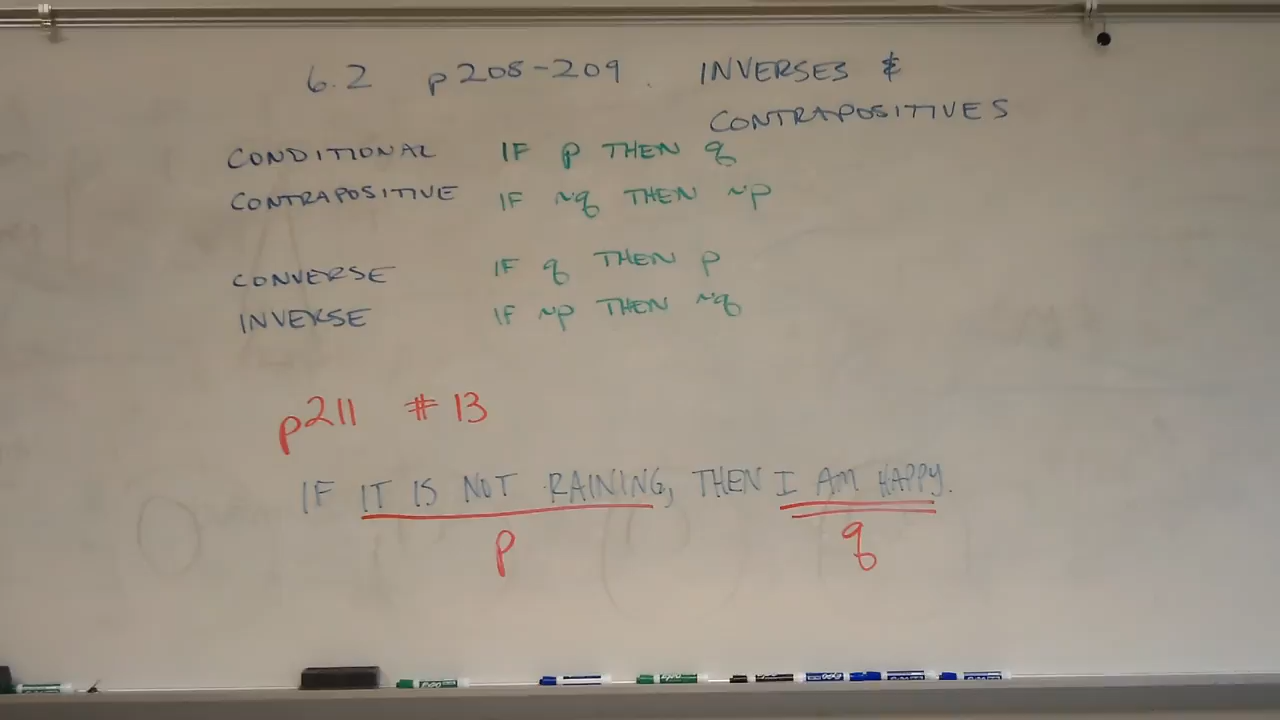 6.2 p208-209. INVERSES &
CONTRAPOSITIVES
CONDITIONAL IF p THEN q
CONTRAPOSITIVE IF ~q THEN ~p
CONVERSE IF q THEN p
INVERSE IF ~p THEN ~q
p211 # 13
IF IT IS NOT RAINING, THEN I AM HAPPY.
p q